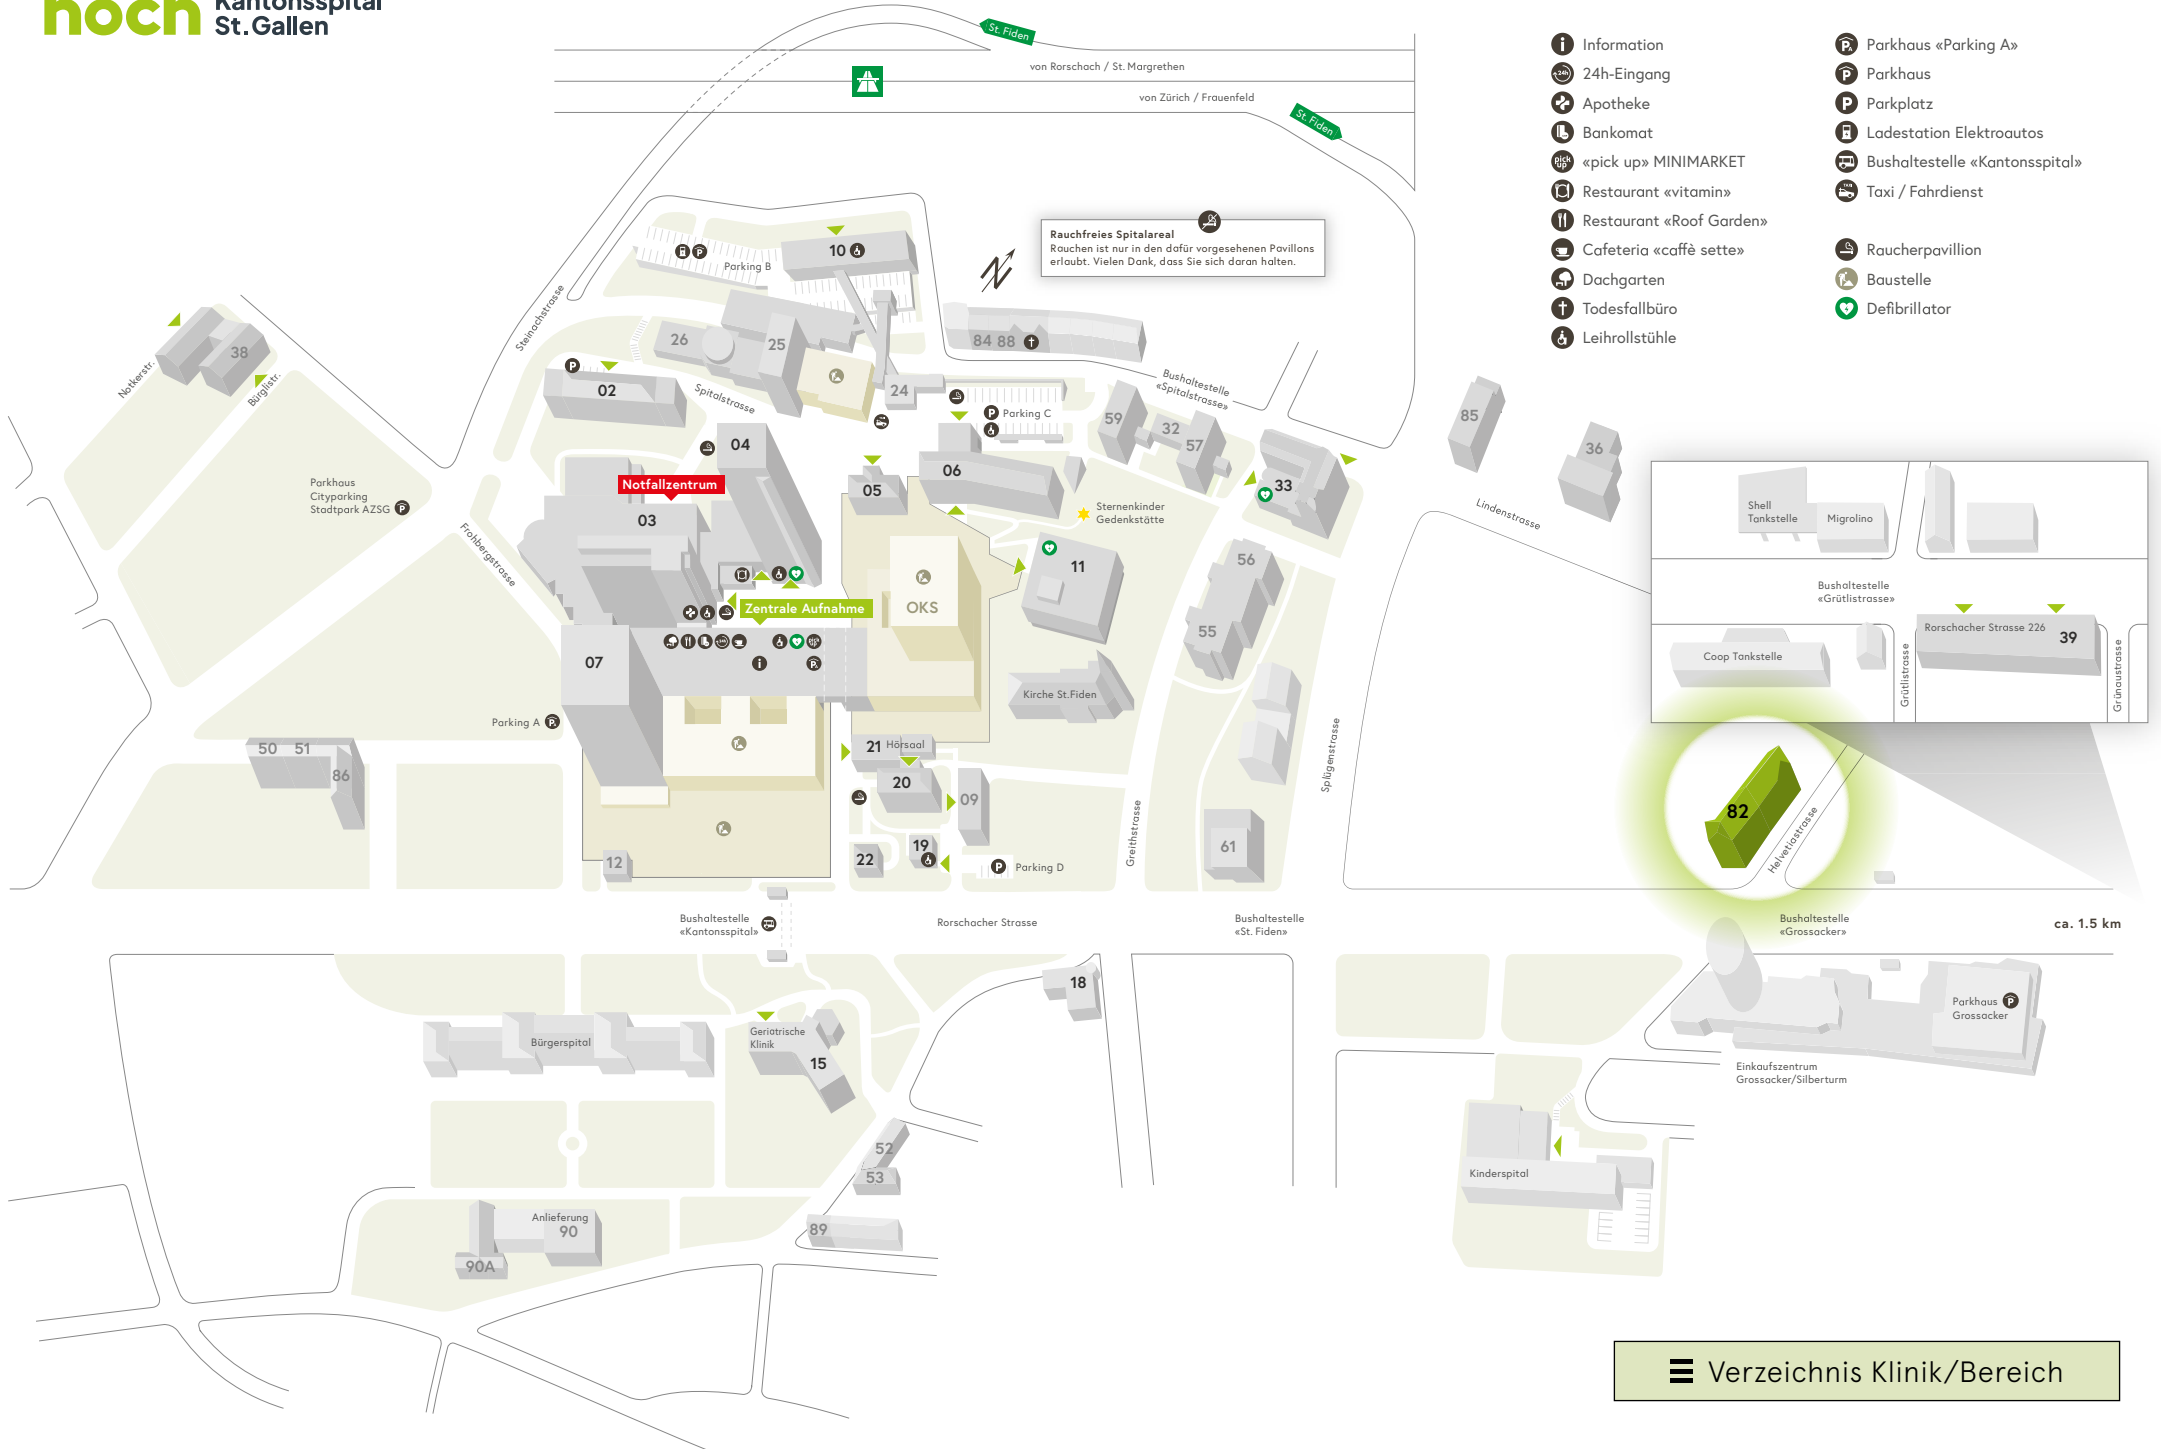 noch Kantonsspital
St.Gallen
St. Fiden
von Rorschach / St. Margrethen
von Zürich / Frauenfeld
St. Fiden
Information
24h-Eingang
Apotheke
Bankomat
«pick up» MINIMARKET
Restaurant «vitamin»
Restaurant «Roof Garden»
Cafeteria «caffè sette»
Dachgarten
Todesfallbüro
Leihrollstühle
Parkhaus «Parking A»
Parkhaus
Parkplatz
Ladestation Elektroautos
Bushaltestelle «Kantonsspital»
Taxi / Fahrdienst
Raucherpavillion
Baustelle
Defibrillator
Rauchfreies Spitalareal
Rauchen ist nur in den dafür vorgesehenen Pavillons
erlaubt. Vielen Dank, dass Sie sich daran halten.
N
10
Parking B
Steinachstrasse
26
25
84 88
38
Notkerstr.
Bürglistr.
02
Spitalstrasse
24
Bushaltestelle
«Spitalstrasse»
Parking C
59
32
57
85
36
04
06
05
33
Notfallzentrum
03
Parkhaus
Cityparking
Stadtpark AZSG
Frohbergstrasse
Sternenkinder
Gedenkstätte
Lindenstrasse
Shell
Tankstelle
Migrolino
Bushaltestelle
«Grütlistrasse»
Rorschacher Strasse 226
39
Coop Tankstelle
Grütlistrasse
Grünaustrasse
11
56
55
OKS
Zentrale Aufnahme
07
Kirche St.Fiden
Parking A
50 51
86
21 Hörsaal
20
09
Splügenstrasse
82
Helvetiastrasse
Greithstrasse
61
12
22
19
Parking D
Bushaltestelle
«Kantonsspital»
Rorschacher Strasse
Bushaltestelle
«St. Fiden»
Bushaltestelle
«Grossacker»
ca. 1.5 km
18
Parkhaus
Grossacker
Bürgerspital
Geriatrische
Klinik
15
Einkaufszentrum
Grossacker/Silberturm
52
53
Kinderspital
Anlieferung
90
89
90A
Verzeichnis Klinik/Bereich